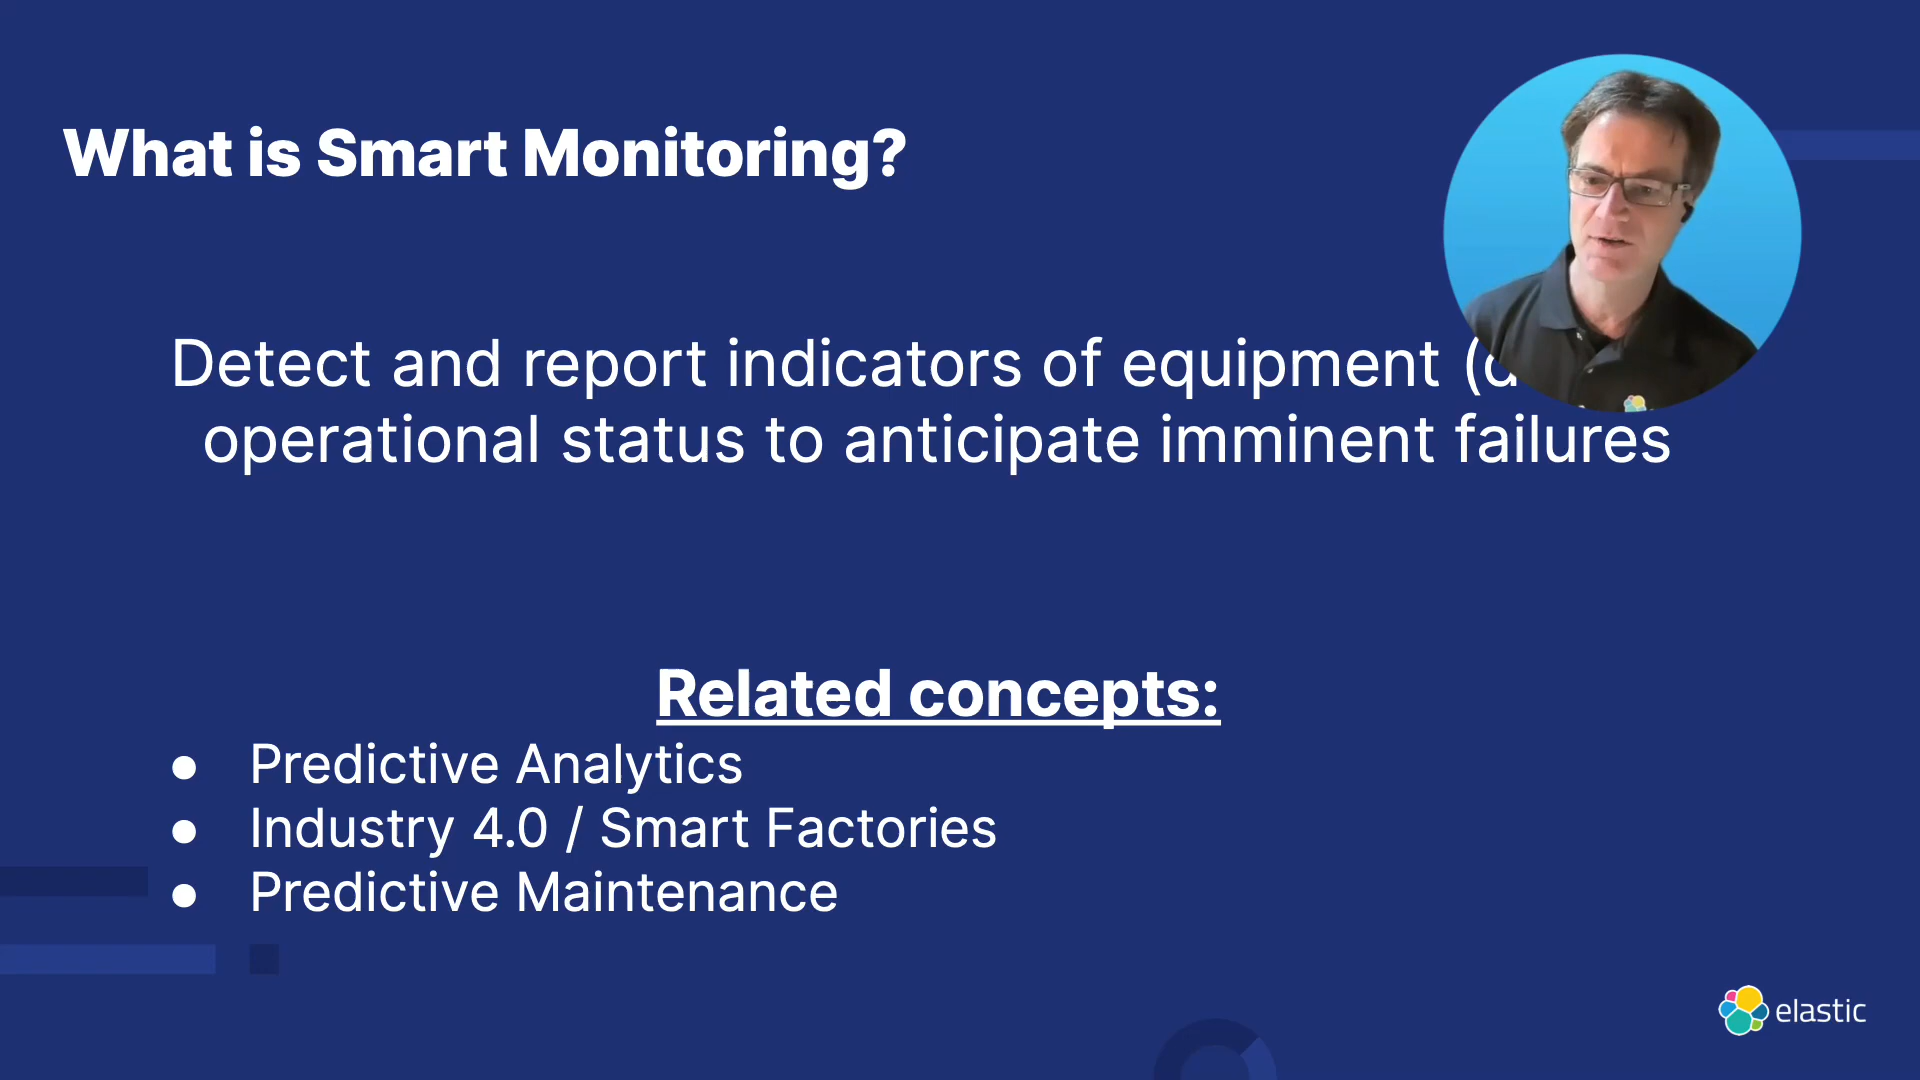 What is Smart Monitoring?
Detect and report indicators of equipment
operational status to anticipate imminent failures
Related concepts:
● Predictive Analytics
● Industry 4.0 / Smart Factories
● Predictive Maintenance
elastic